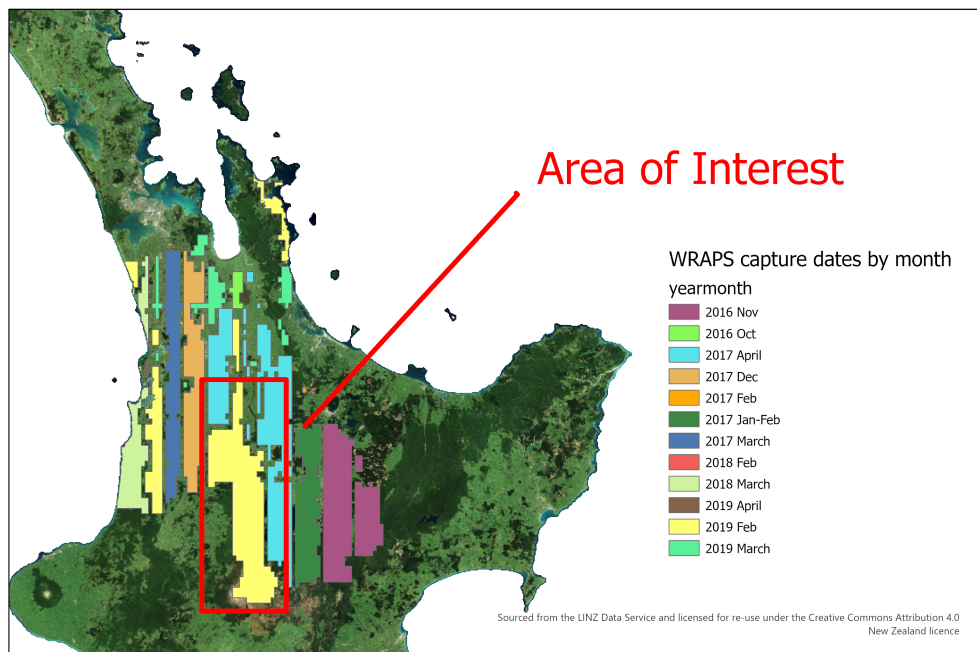 Area of Interest
WRAPS capture dates by month
yearmonth
2016 Nov
2016 Oct
2017 April
2017 Dec
2017 Feb
2017 Jan-Feb
2017 March
2018 Feb
2018 March
2019 April
2019 Feb
2019 March
Sourced from the LINZ Data Service and licensed for re-use under the Creative Commons Attribution 4.0
New Zealand licence